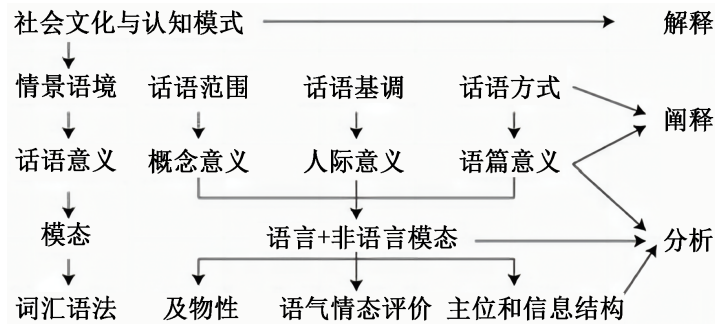 社会文化与认知模式 解释
情景语境 话语范围 话语基调 话语方式
阐释
话语意义 概念意义 人际意义 语篇意义
模态 语言+非语言模态 分析
词汇语法 及物性 语气情态评价 主位和信息结构